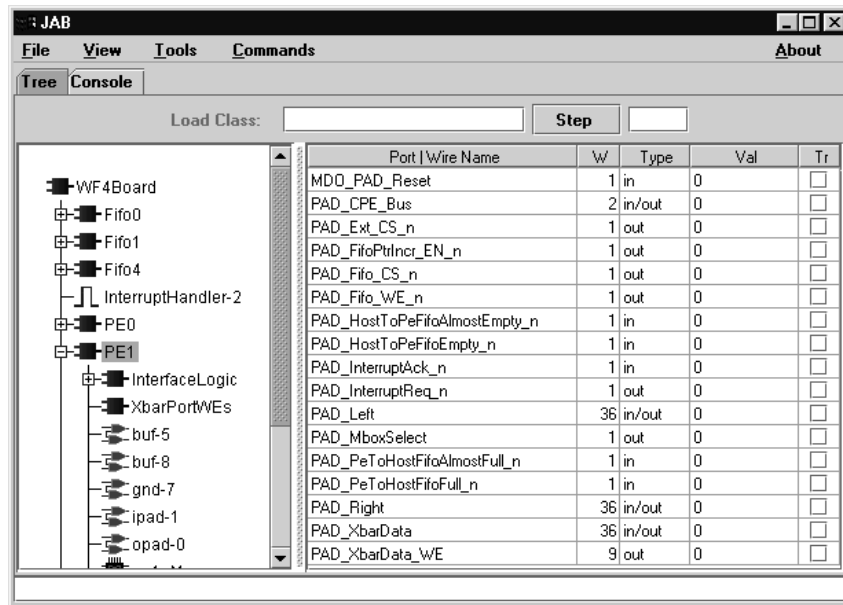 JAB
File View Tools Commands About
Tree Console
Load Class: Step
Port | Wire Name W Type Val Tr
WF4Board
Fifo0
Fifo1
Fifo4
InterruptHandler-2
PE0
PE1
InterfaceLogic
XbarPortWEs
buf-5
buf-8
gnd-7
ipad-1
opad-0
MDO_PAD_Reset 1 in 0
PAD_CPE_Bus 2 in/out 0
PAD_Ext_CS_n 1 out 0
PAD_FifoPtrIncr_EN_n 1 out 0
PAD_Fifo_CS_n 1 out 0
PAD_Fifo_WE_n 1 out 0
PAD_HostToPeFifoAlmostEmpty_n 1 in 0
PAD_HostToPeFifoEmpty_n 1 in 0
PAD_InterruptAck_n 1 in 0
PAD_InterruptReq_n 1 out 0
PAD_Left 36 in/out 0
PAD_MboxSelect 1 out 0
PAD_PeToHostFifoAlmostFull_n 1 in 0
PAD_PeToHostFifoFull_n 1 in 0
PAD_Right 36 in/out 0
PAD_XbarData 36 in/out 0
PAD_XbarData_WE 9 out 0